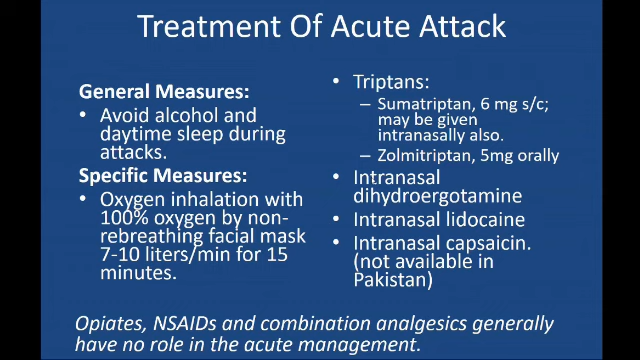 Treatment Of Acute Attack
General Measures:
• Avoid alcohol and
daytime sleep during
attacks.
Specific Measures:
• Oxygen inhalation with
100% oxygen by non-
rebreathing facial mask
7-10 liters/min for 15
minutes.
• Triptans:
– Sumatriptan, 6 mg s/c;
may be given
intranasally also.
– Zolmitriptan, 5mg orally
• Intranasal
dihydroergotamine
• Intranasal lidocaine
• Intranasal capsaicin.
(not available in
Pakistan)
Opiates, NSAIDs and combination analgesics generally
have no role in the acute management.